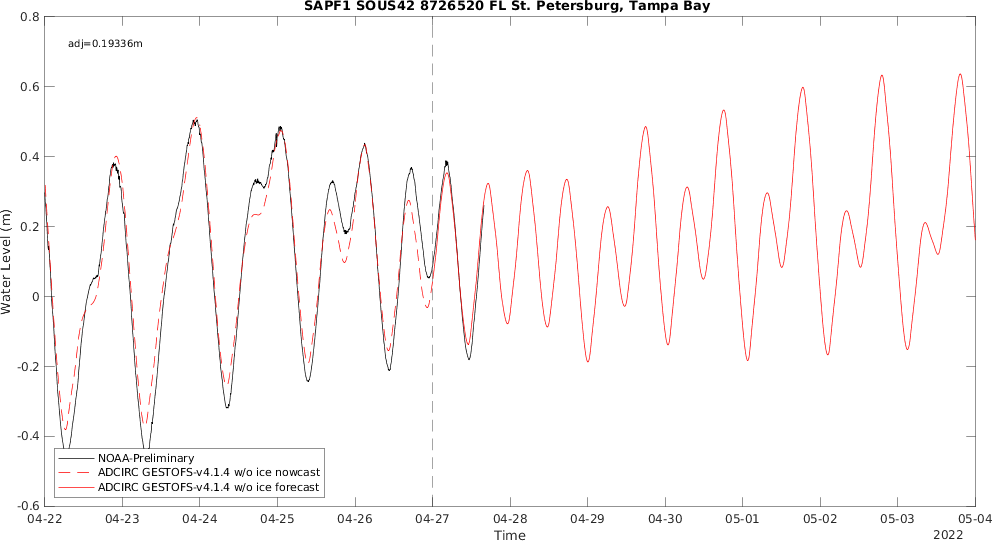 SAPF1 SOUS42 8726520 FL St. Petersburg, Tampa Bay
adj=0.19336m
Water Level (m)
0.8
0.6
0.4
0.2
0
-0.2
-0.4
-0.6
NOAA-Preliminary
ADCIRC GESTOFS-v4.1.4 w/o ice nowcast
ADCIRC GESTOFS-v4.1.4 w/o ice forecast
04-22 04-23 04-24 04-25 04-26 04-27 04-28 04-29 04-30 05-01 05-02 05-03 05-04
Time
2022